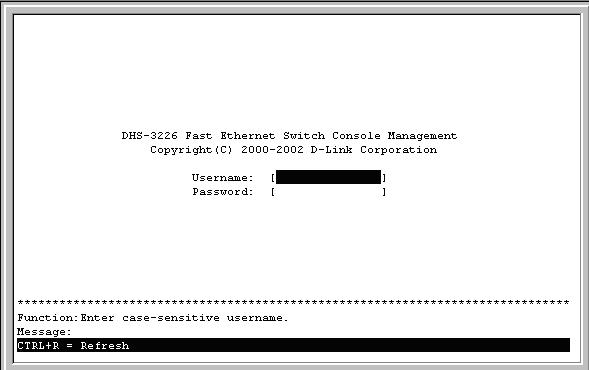 DHS-3226 Fast Ethernet Switch Console Management
Copyright(C) 2000-2002 D-Link Corporation
Username: [ ]
Password: [ ]
*******************************************************************************
Function:Enter case-sensitive username.
Message:
CTRL+R = Refresh